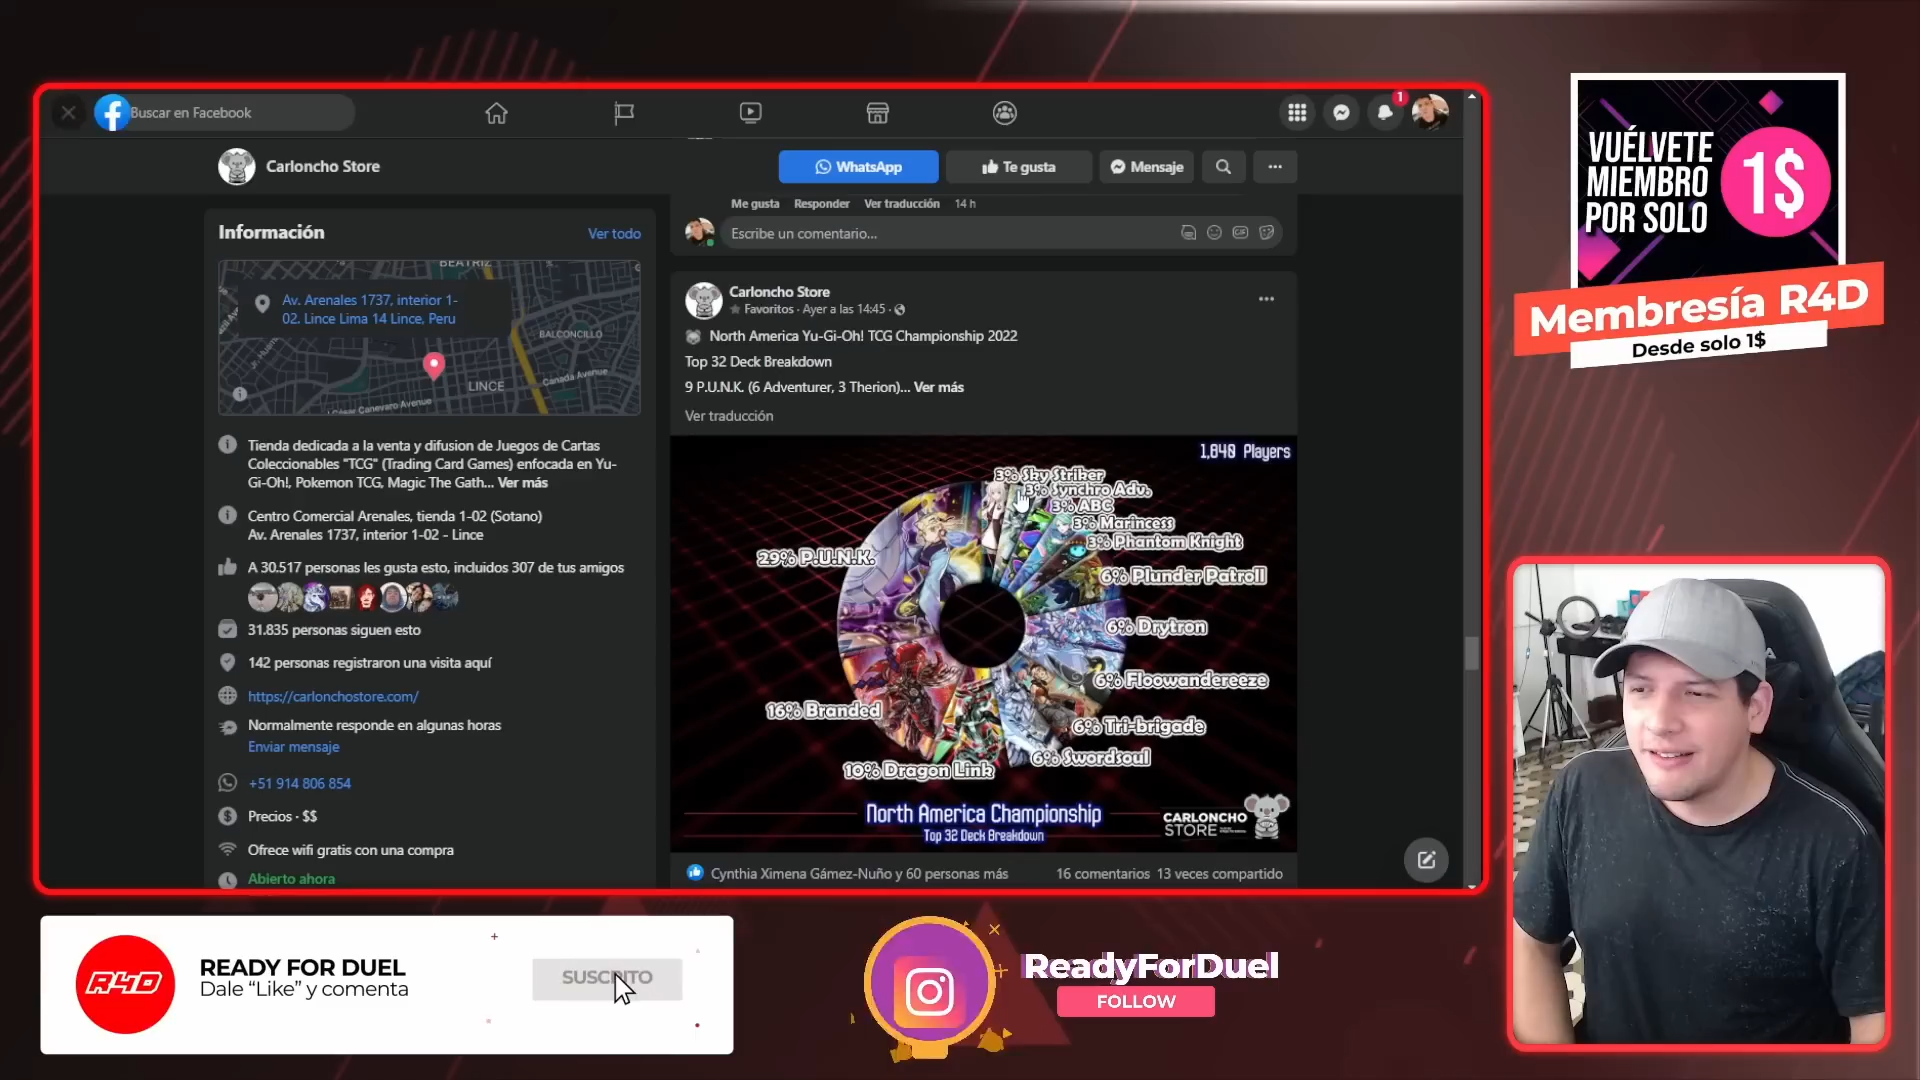 Buscar en Facebook
1
Carloncho Store
WhatsApp
Te gusta
Mensaje
Información
Ver todo
BEATRIZ
Av. Arenales 1737, interior 1-
02. Lince Lima 14 Lince, Peru
BALCONCILLO
LINCE
Canada Avenue
César Canevaro Avenue
Tienda dedicada a la venta y difusion de Juegos de Cartas
Coleccionables "TCG" (Trading Card Games) enfocada en Yu-
Gi-Oh!, Pokemon TCG, Magic The Gath... Ver más
Centro Comercial Arenales, tienda 1-02 (Sotano)
Av. Arenales 1737, interior 1-02 - Lince
A 30.517 personas les gusta esto, incluidos 307 de tus amigos
31.835 personas siguen esto
142 personas registraron una visita aquí
https://carlonchostore.com/
Normalmente responde en algunas horas
Enviar mensaje
+51 914 806 854
Precios · $$
Ofrece wifi gratis con una compra
Abierto ahora
Me gusta Responder Ver traducción 14 h
Escribe un comentario...
GIF
Carloncho Store
Favoritos · Ayer a las 14:45 ·
North America Yu-Gi-Oh! TCG Championship 2022
Top 32 Deck Breakdown
9 P.U.N.K. (6 Adventurer, 3 Therion)... Ver más
Ver traducción
1,840 Players
3% Sky Striker
3% Synchro Adv.
3% ABC
3% Marincess
3% Phantom Knight
29% P.U.N.K.
6% Plunder Patroll
6% Drytron
6% Floowandereeze
16% Branded
6% Tri-brigade
6% Swordsoul
10% Dragon Link
North America Championship
Top 32 Deck Breakdown
CARLONCHO
STORE
Cynthia Ximena Gámez-Nuño y 60 personas más
16 comentarios 13 veces compartido
VUÉLVETE
MIEMBRO
POR SOLO
1$
Membresía R4D
Desde solo 1$
R4D
READY FOR DUEL
Dale “Like” y comenta
SUSCRITO
ReadyForDuel
FOLLOW